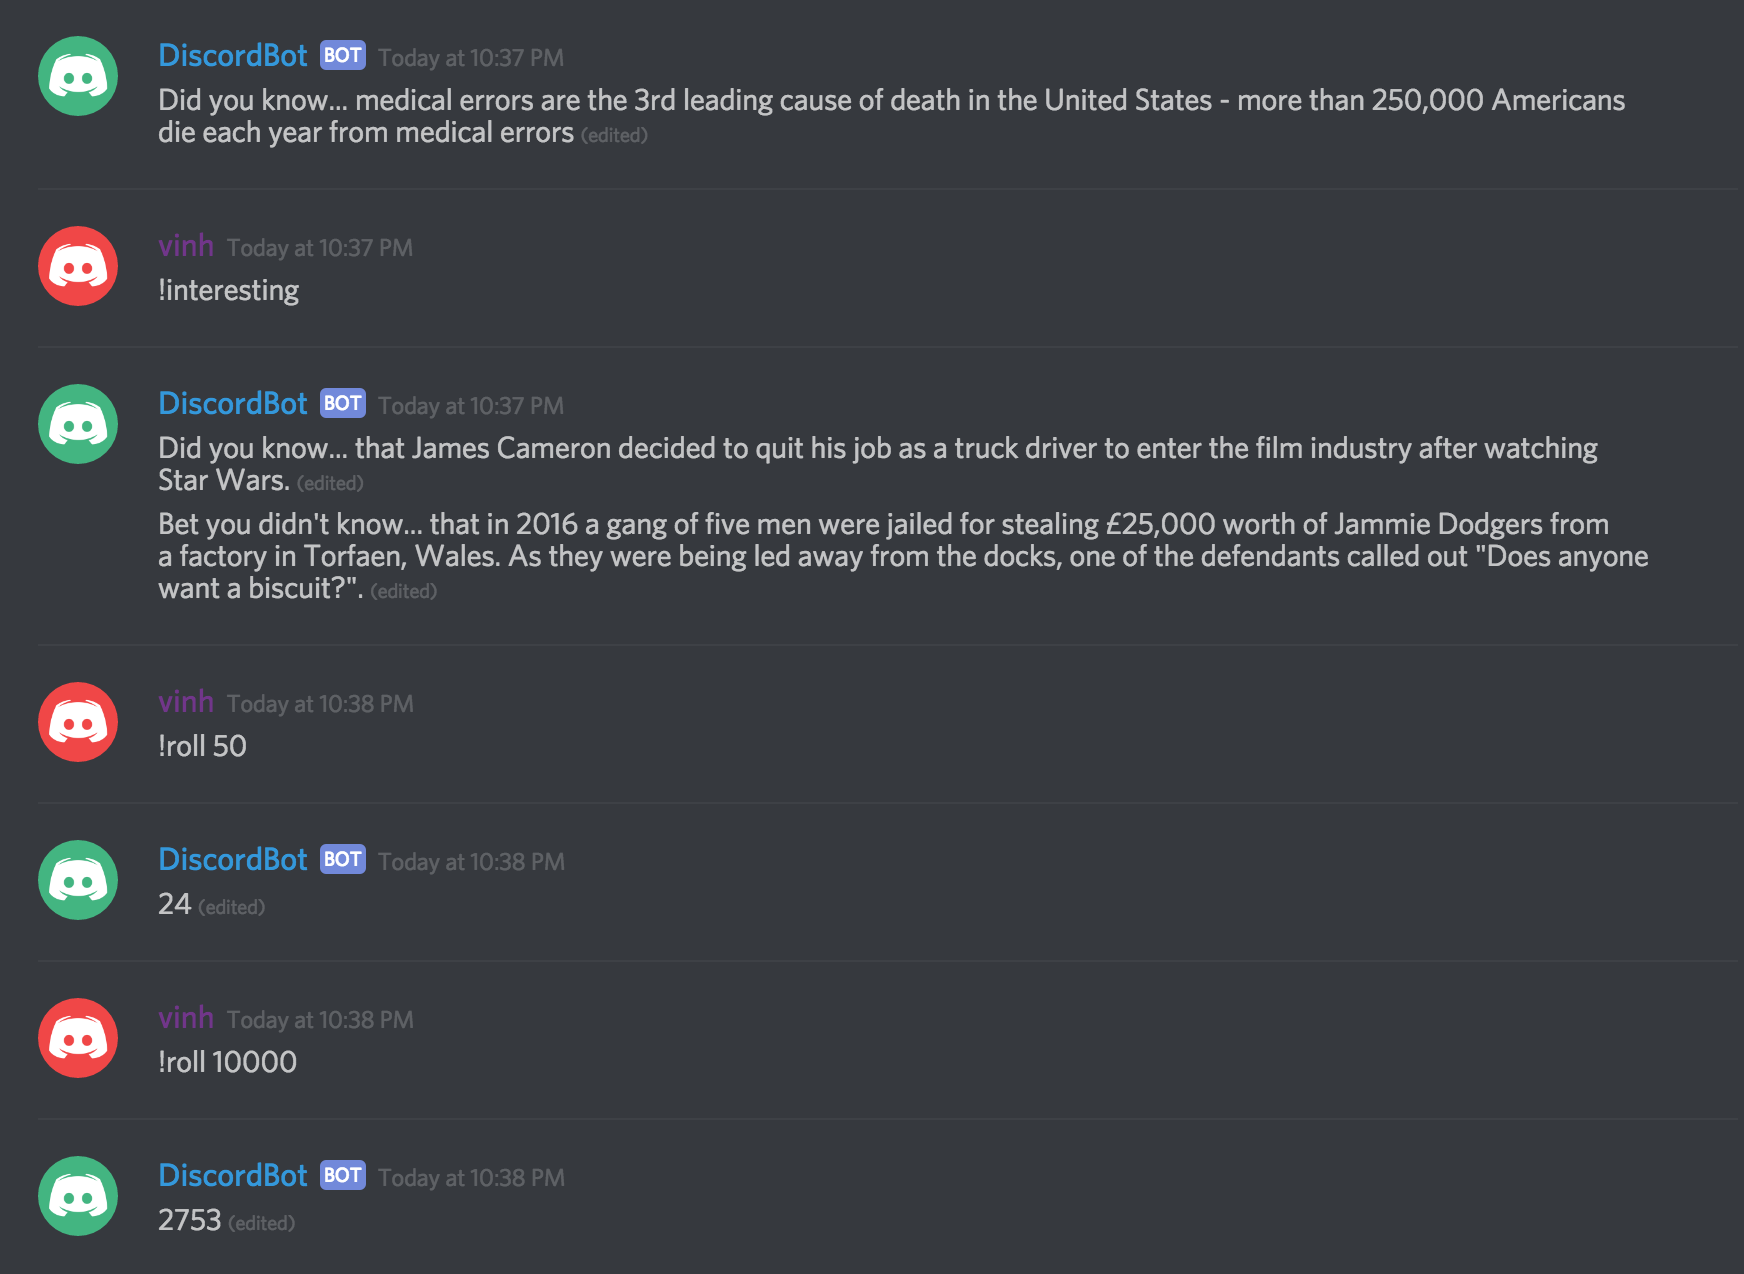 DiscordBot BOT Today at 10:37 PM
Did you know... medical errors are the 3rd leading cause of death in the United States - more than 250,000 Americans
die each year from medical errors (edited)
vinh Today at 10:37 PM
!interesting
DiscordBot BOT Today at 10:37 PM
Did you know... that James Cameron decided to quit his job as a truck driver to enter the film industry after watching
Star Wars. (edited)
Bet you didn't know... that in 2016 a gang of five men were jailed for stealing £25,000 worth of Jammie Dodgers from
a factory in Torfaen, Wales. As they were being led away from the docks, one of the defendants called out "Does anyone
want a biscuit?". (edited)
vinh Today at 10:38 PM
!roll 50
DiscordBot BOT Today at 10:38 PM
24 (edited)
vinh Today at 10:38 PM
!roll 10000
DiscordBot BOT Today at 10:38 PM
2753 (edited)